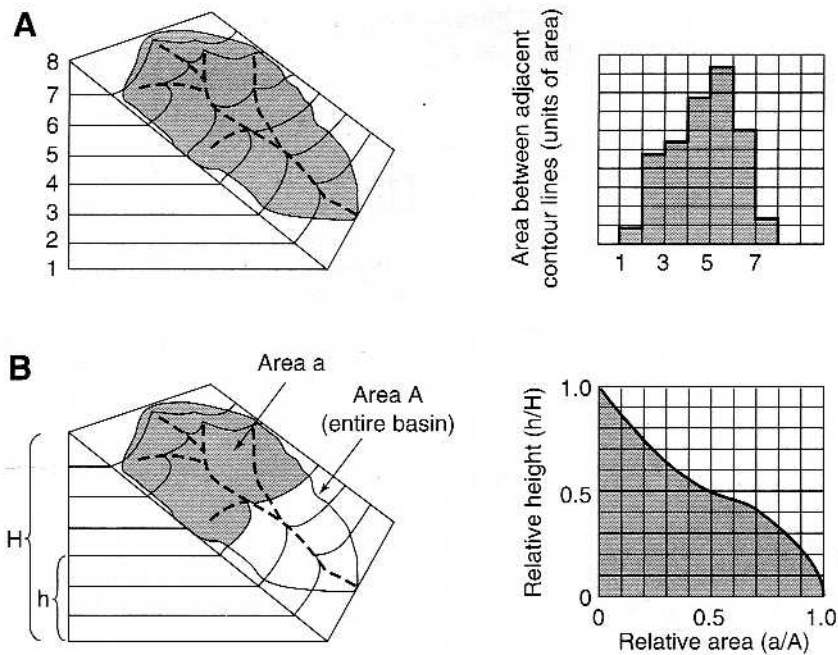 A
8
7
6
5
4
3
2
1
Area between adjacent
contour lines (units of area)
1 3 5 7
B
Area a
Area A
(entire basin)
H
h
Relative height (h/H)
1.0
0.5
0
0 0.5 1.0
Relative area (a/A)